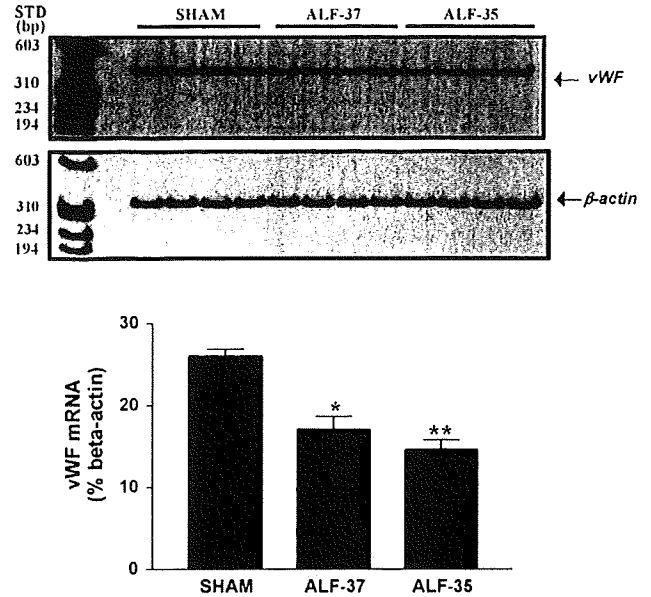 STD
(bp)
SHAM ALF-37 ALF-35
603
310
234
194
vWF
603
310
234
194
β-actin
vWF mRNA
(% beta-actin)
30
20
10
0
*
**
SHAM ALF-37 ALF-35